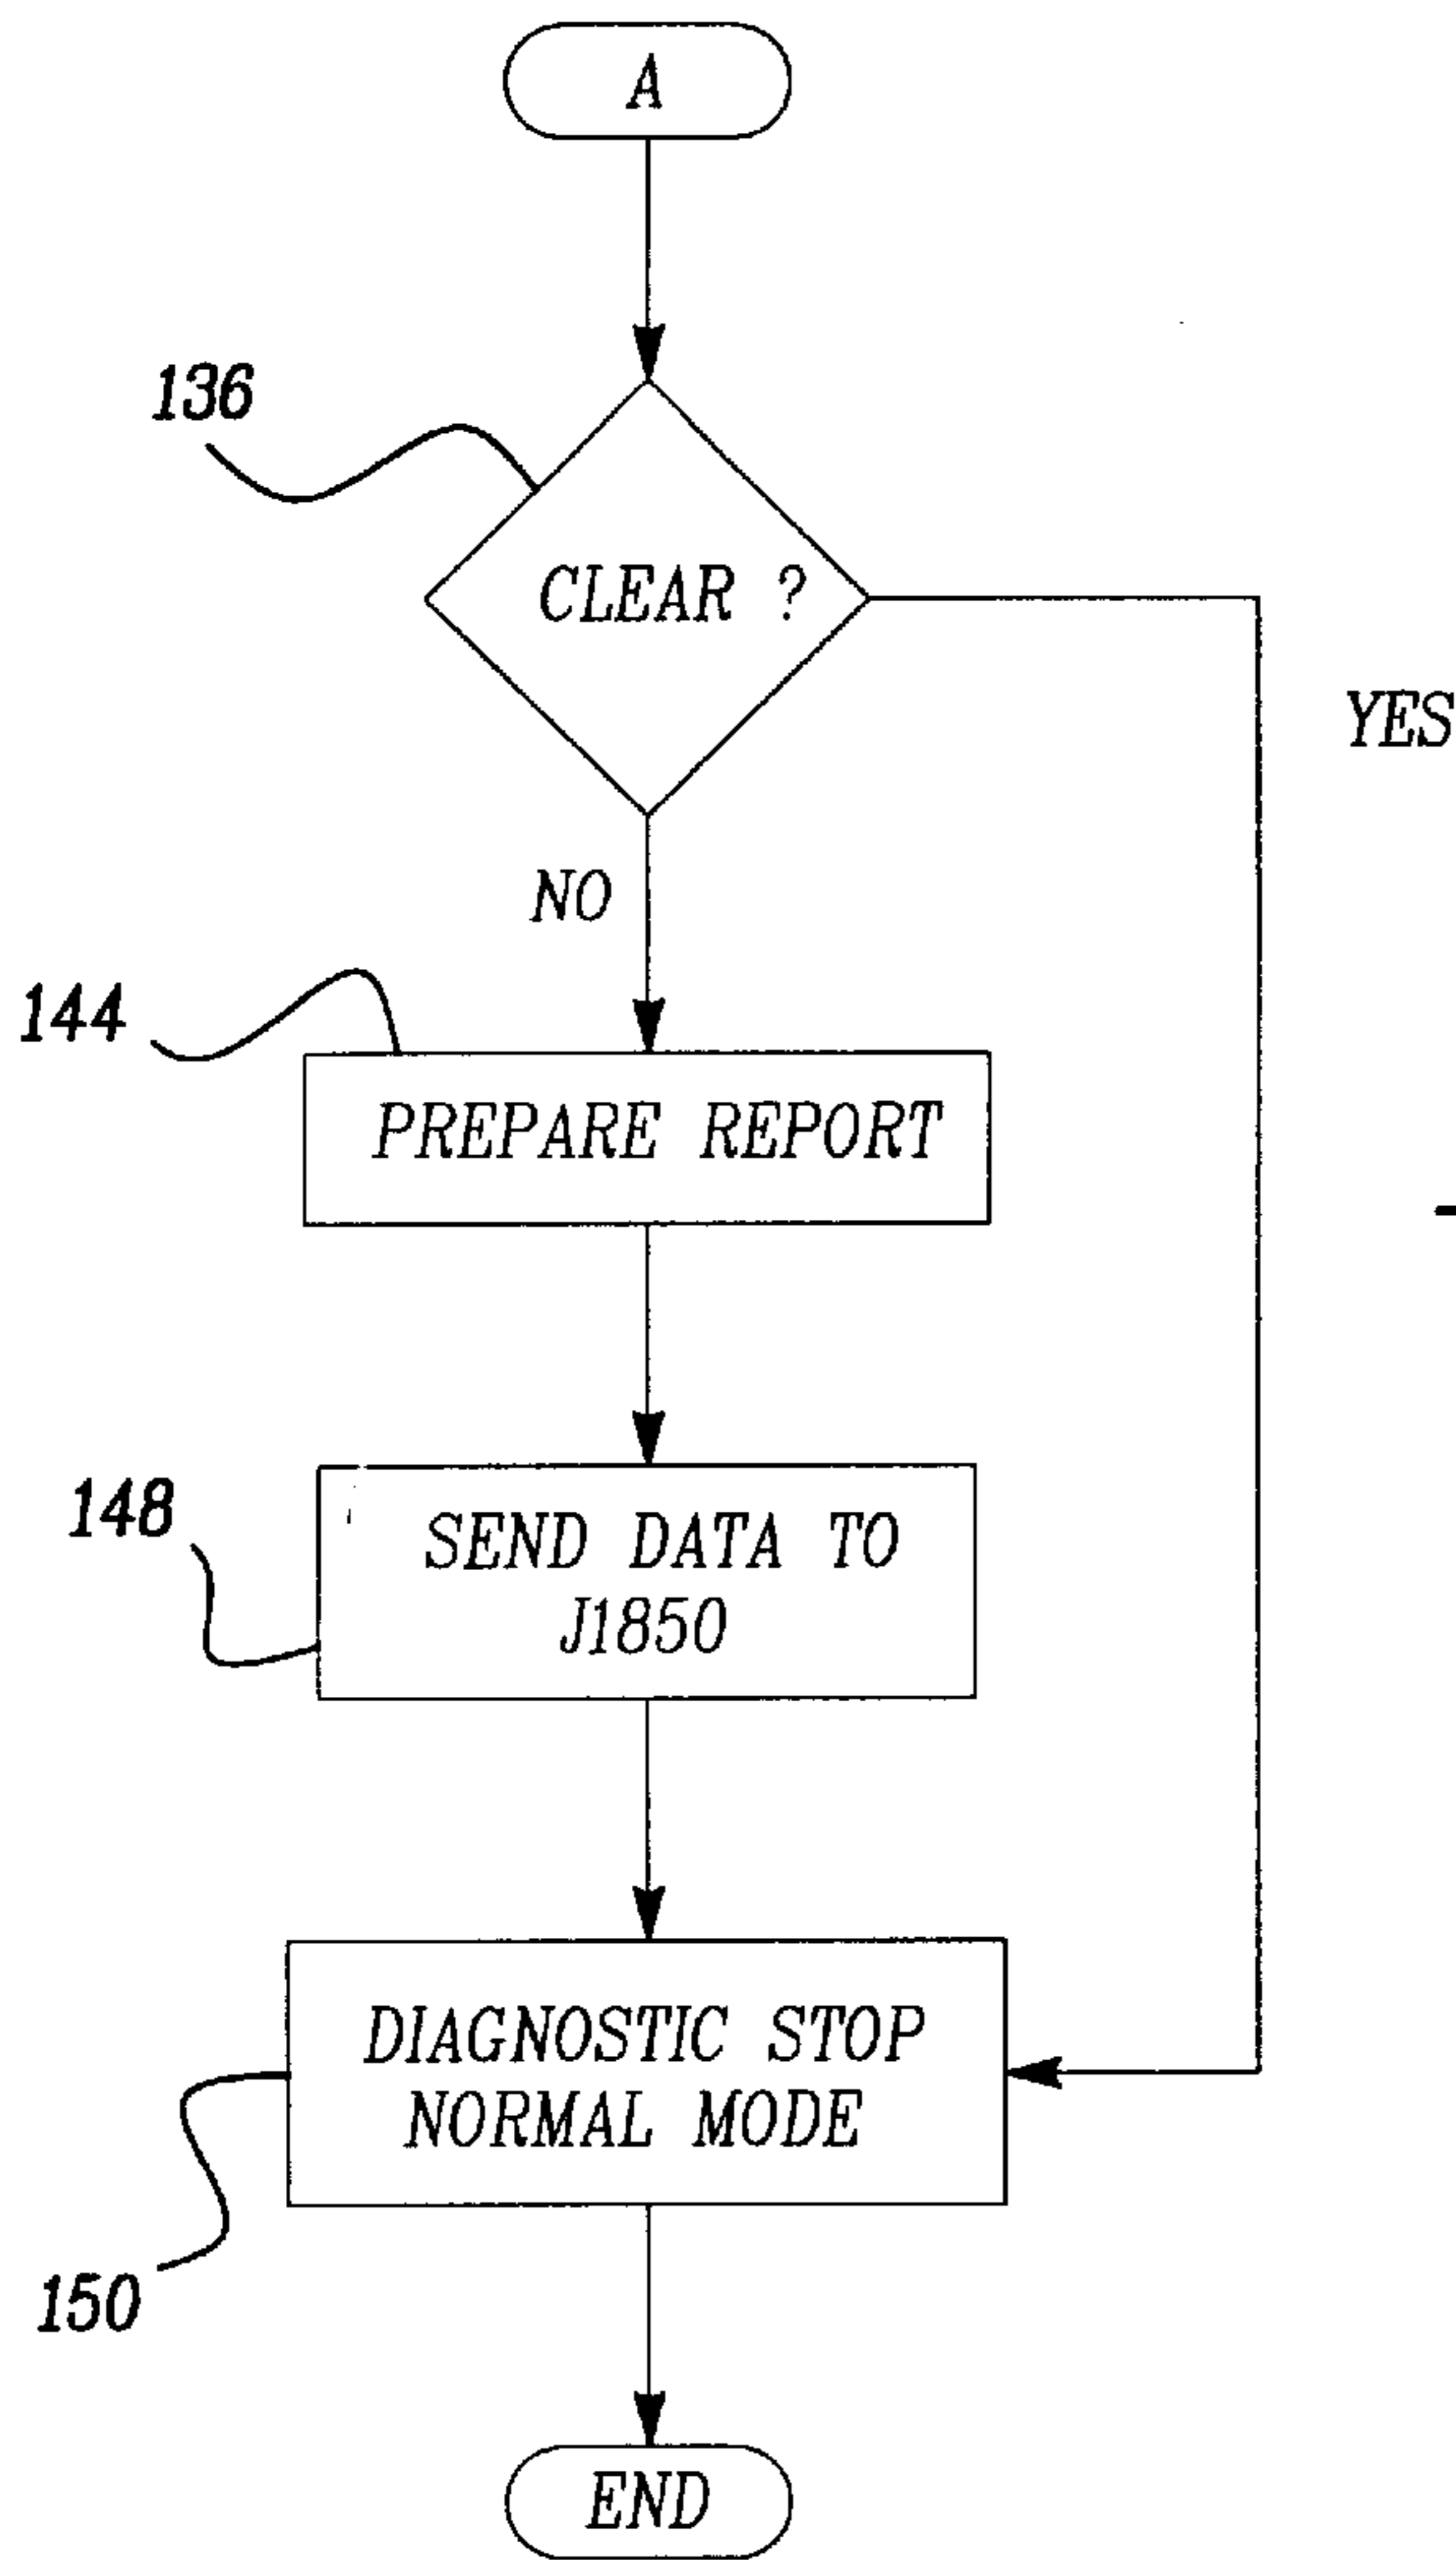 A
136
CLEAR ?
YES
NO
144
PREPARE REPORT
148
SEND DATA TO
J1850
DIAGNOSTIC STOP
NORMAL MODE
150
END